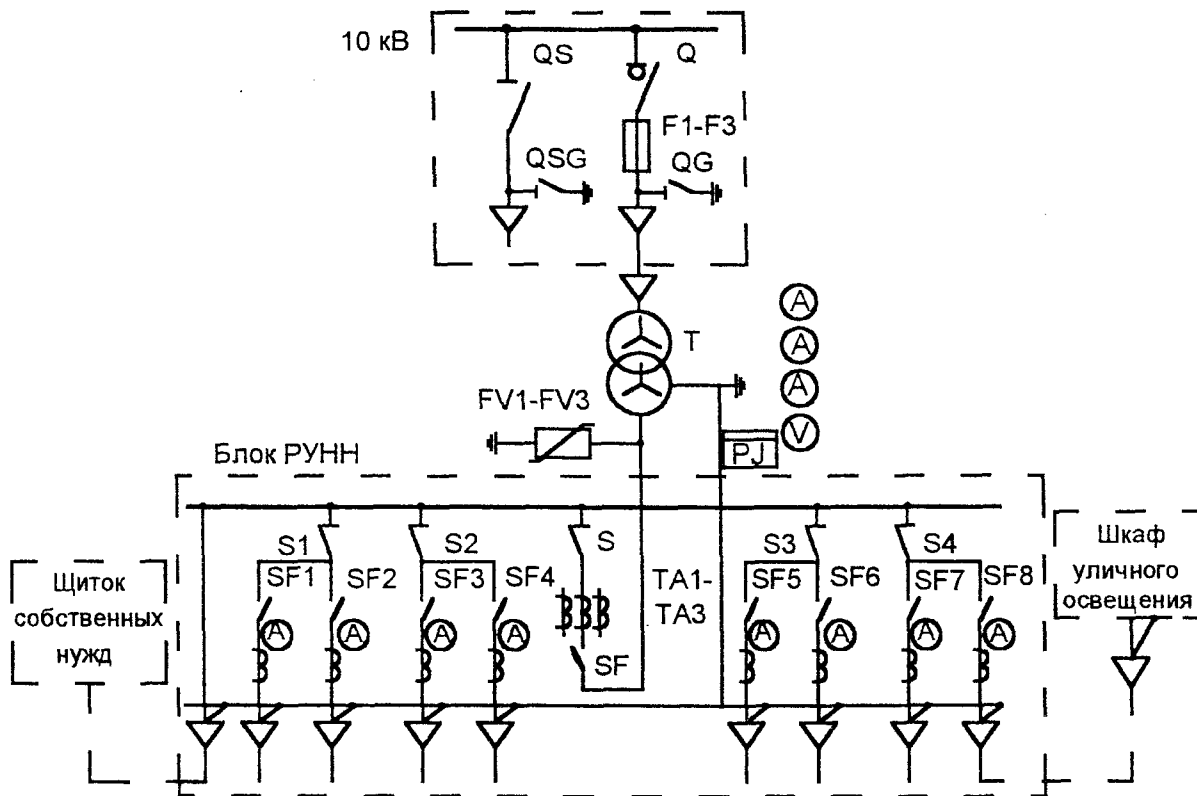 10 кВ
QS
Q
F1-F3
QSG
QG
T
A
A
A
V
PJ
FV1-FV3
Блок РУНН
S1
S2
S
S3
S4
SF1
SF2
SF3
SF4
TA1-
TA3
SF5
SF6
SF7
SF8
A
A
A
A
SF
A
A
A
A
Щиток
собственных
нужд
Шкаф
уличного
освещения